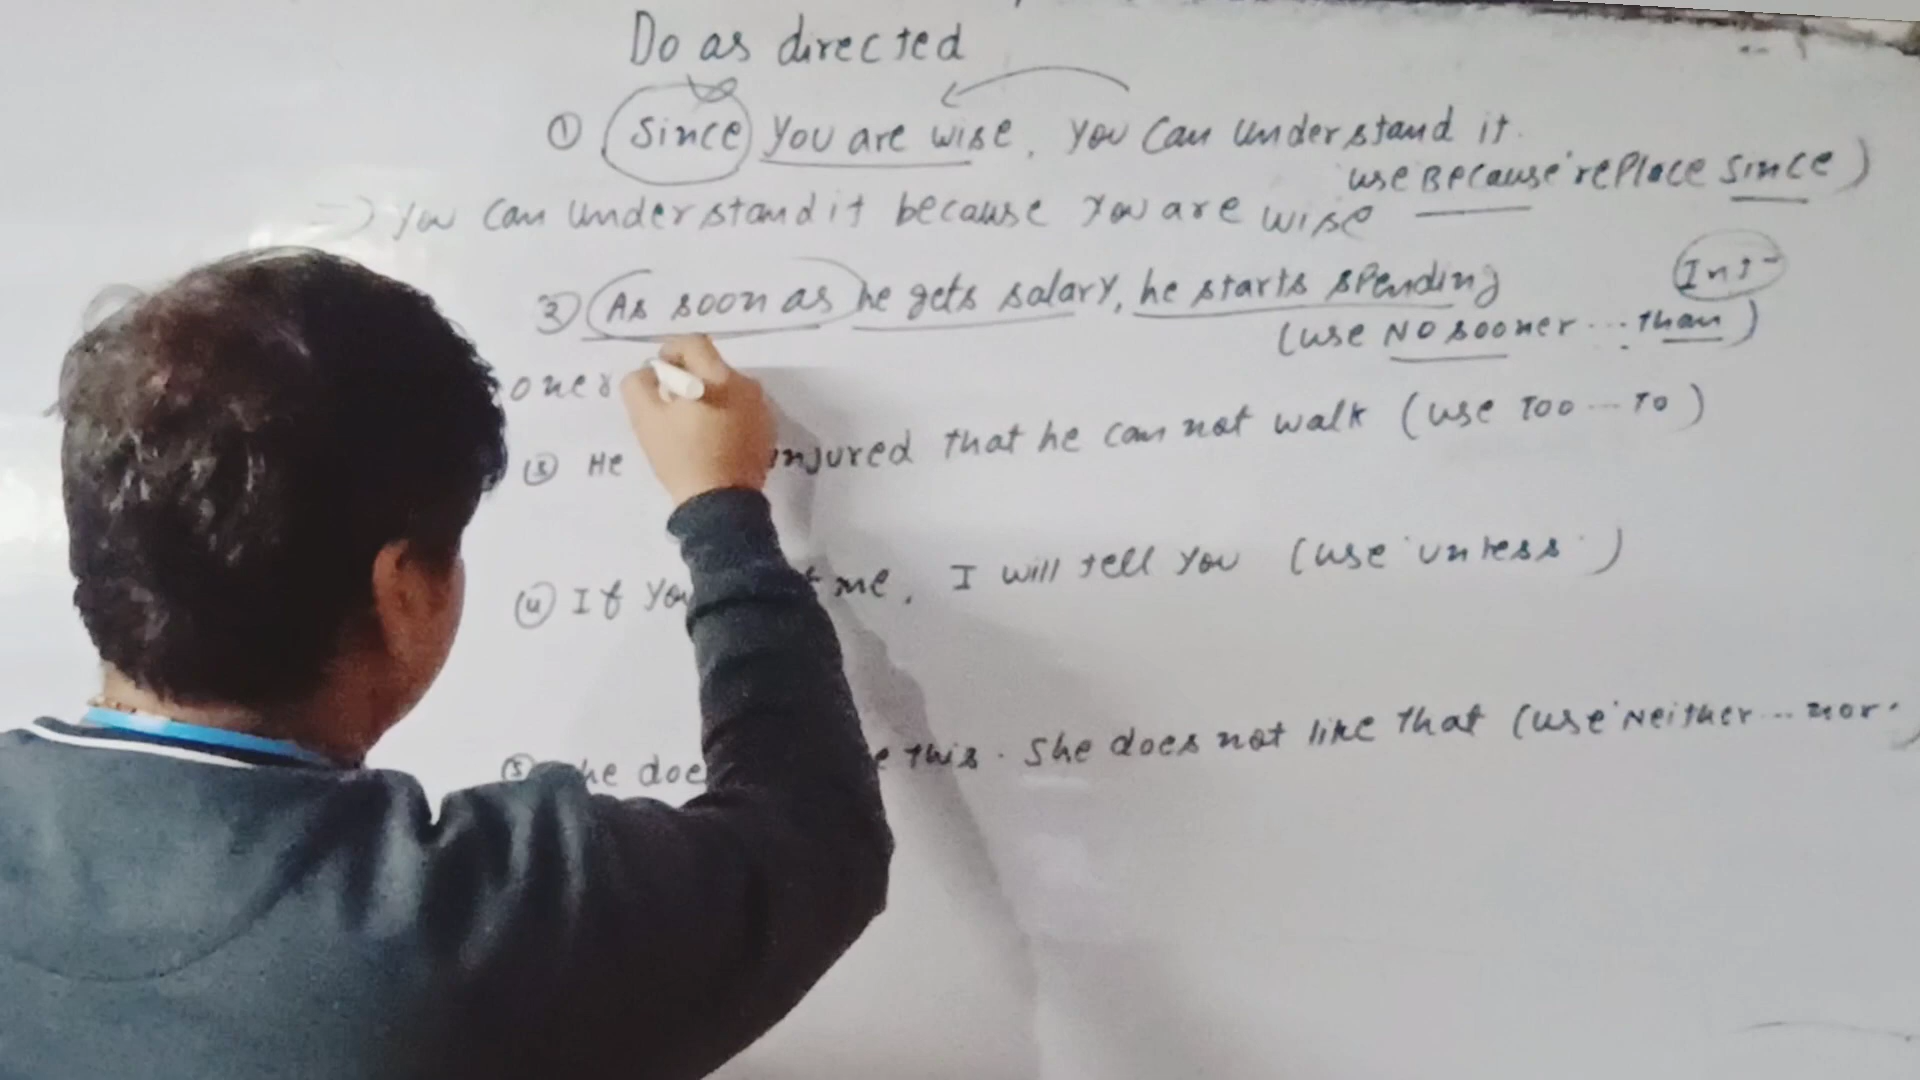 Do as directed
① Since you are wise, you can understand it.
use Because replace since)
=> you can understand it because you are wise
② As soon as he gets salary, he starts spending
(use No sooner ... than)
oner
③ He injured that he can not walk (use Too ... To)
④ If you me, I will tell you (use 'unless')
⑤ he doe this. She does not like that (use 'Neither ... nor.